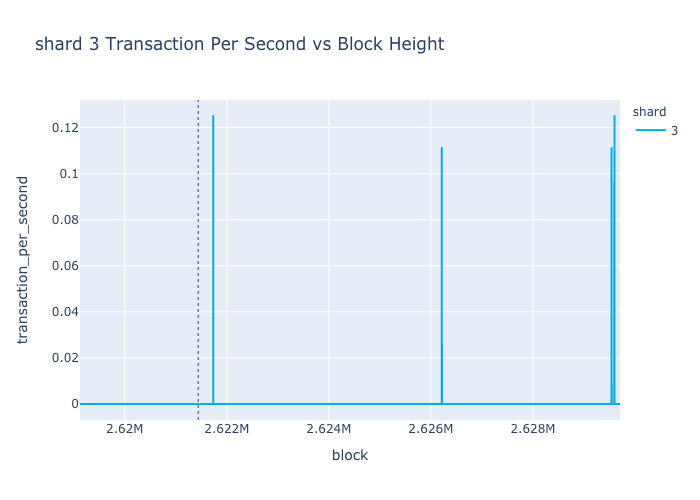 shard 3 Transaction Per Second vs Block Height
shard
3
transaction_per_second
0.12
0.1
0.08
0.06
0.04
0.02
0
2.62M
2.622M
2.624M
2.626M
2.628M
block